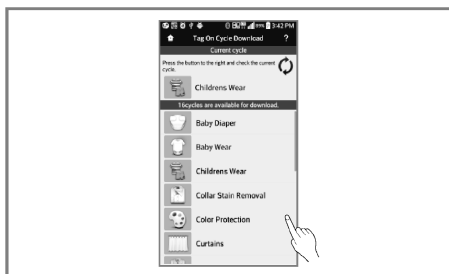 3:42 PM
Tag On Cycle Download ?
Current cycle
Press the button to the right and check the current
cycle.
Childrens Wear
16cycles are available for download.
Baby Diaper
Baby Wear
Childrens Wear
Collar Stain Removal
Color Protection
Curtains